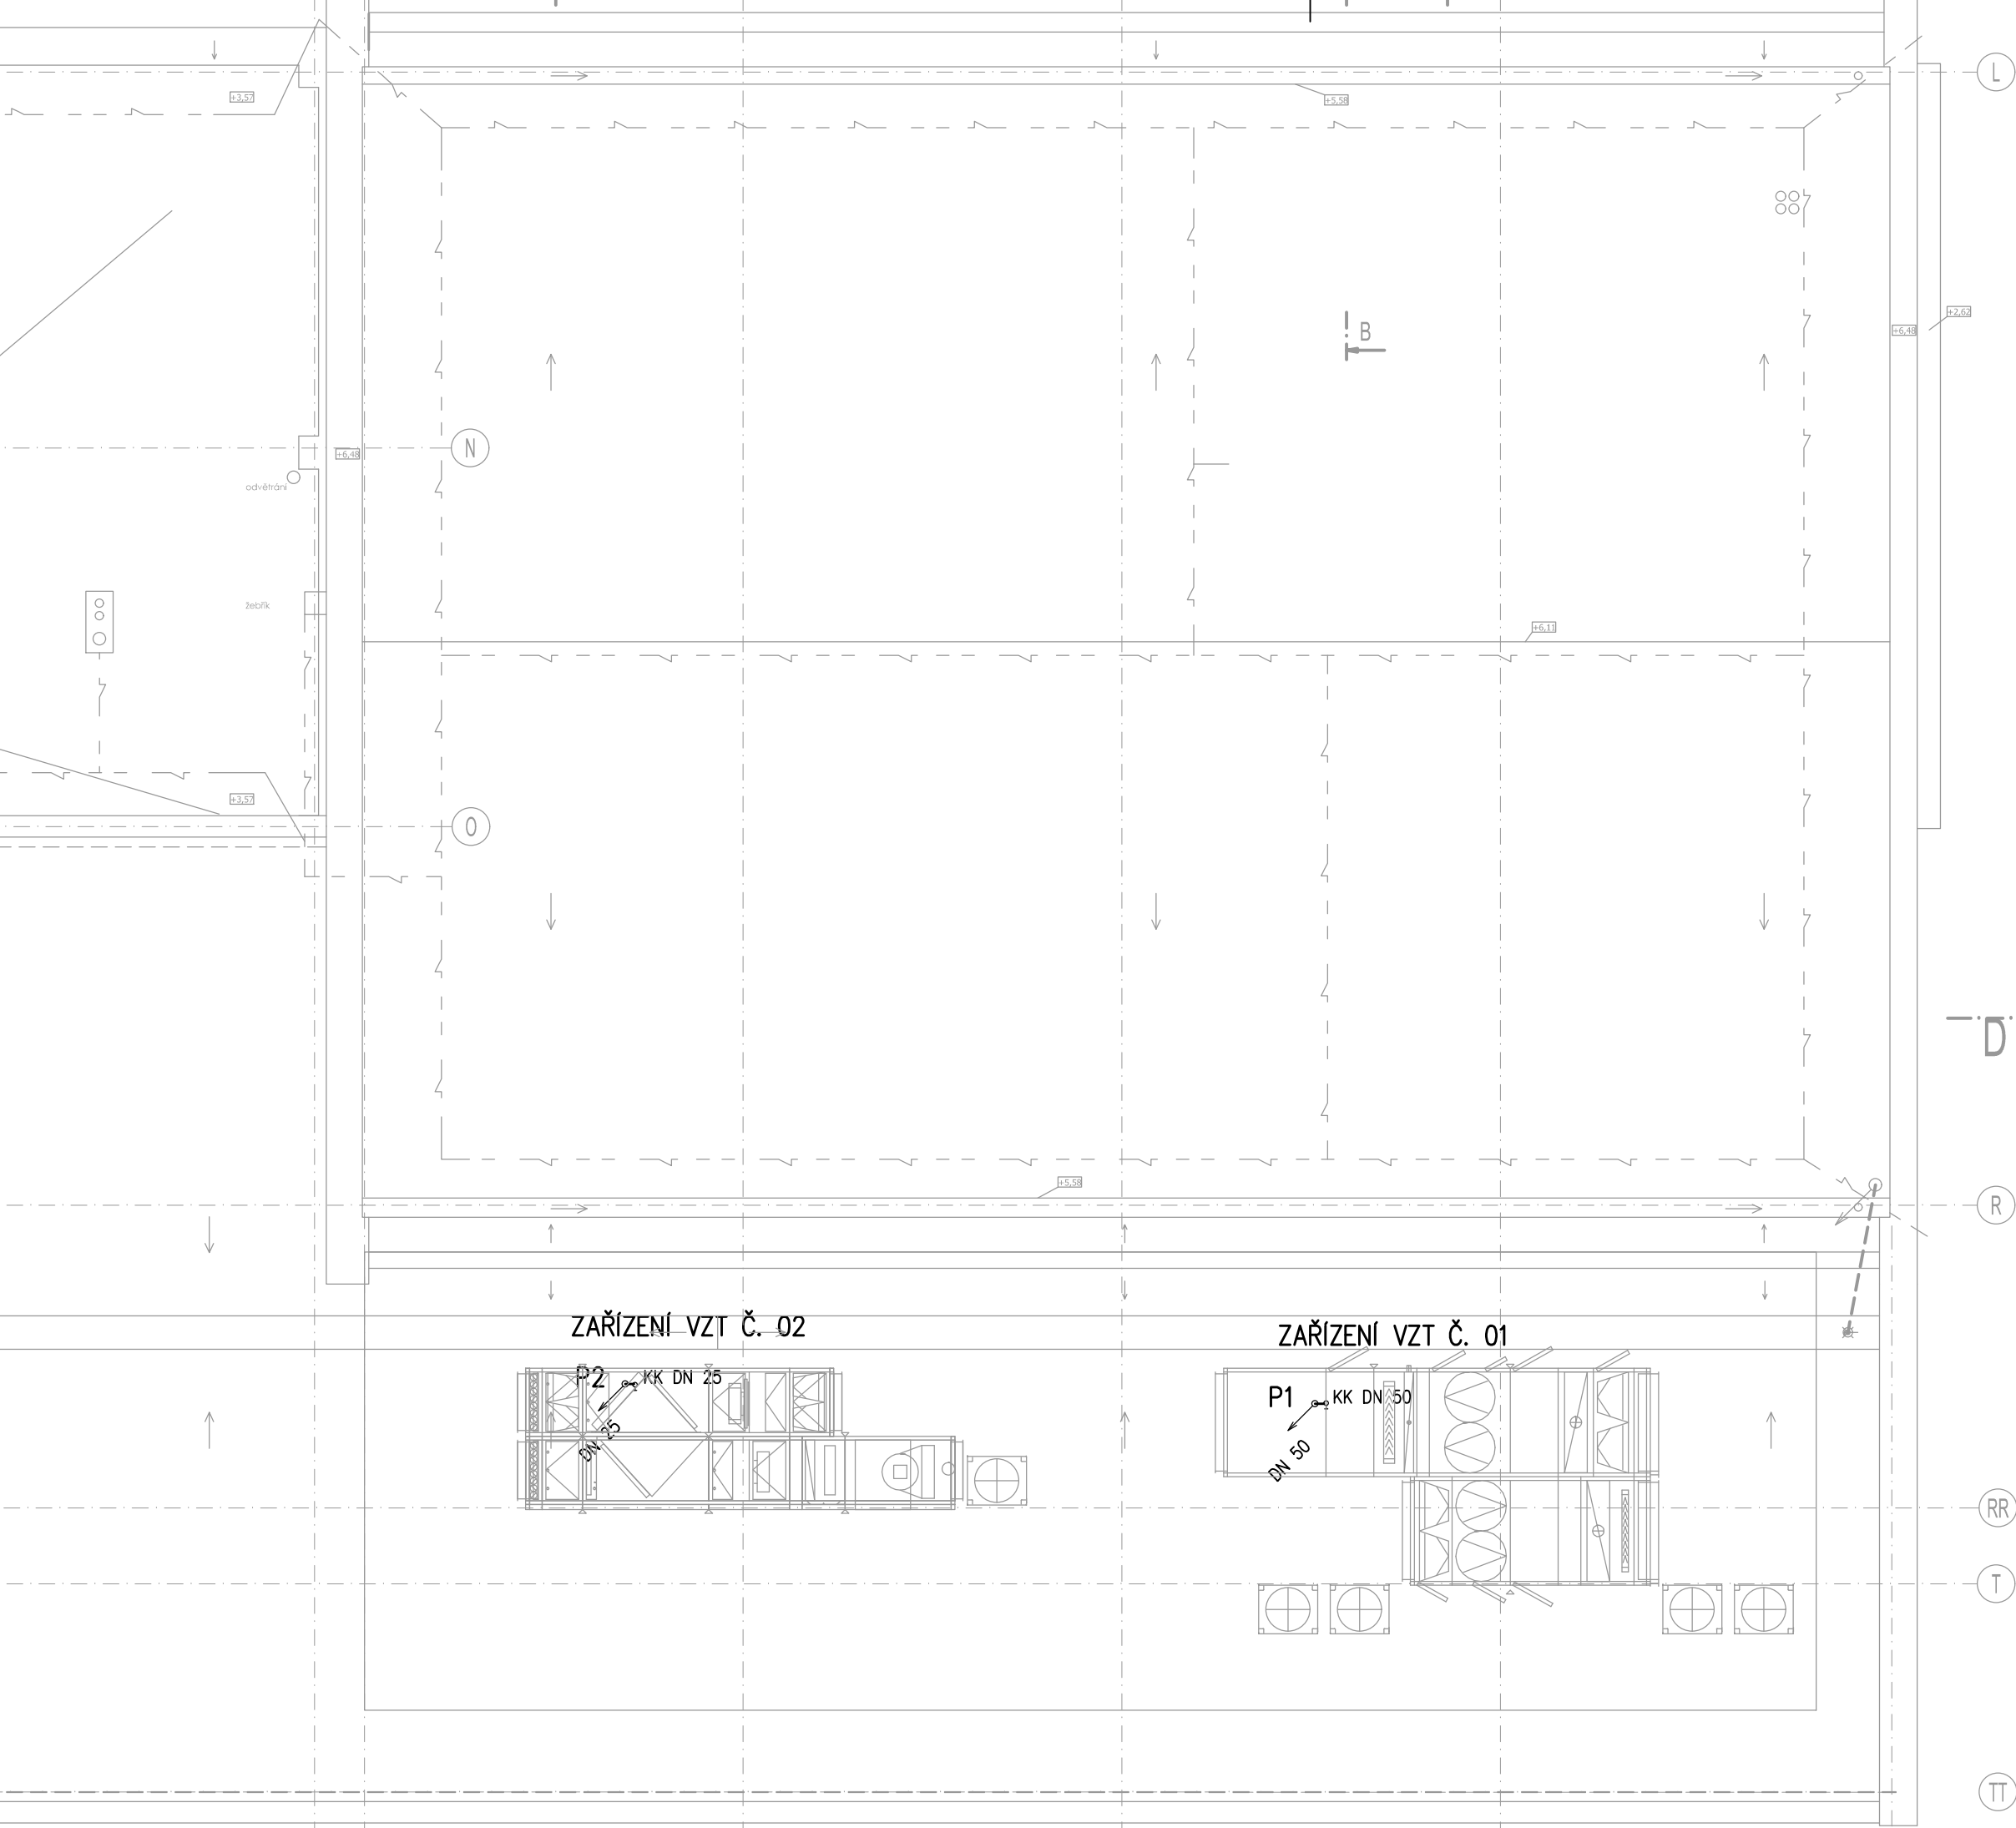 L
+3,57
+5,58
B
+2,62
+6,48
N
+6,48
odvětrání
žebřík
+6,11
+3,57
O
D
+5,58
R
ZAŘÍZENÍ VZT Č. 02
ZAŘÍZENÍ VZT Č. 01
P2
KK DN 25
DN 25
P1
KK DN 50
DN 50
RR
T
TT